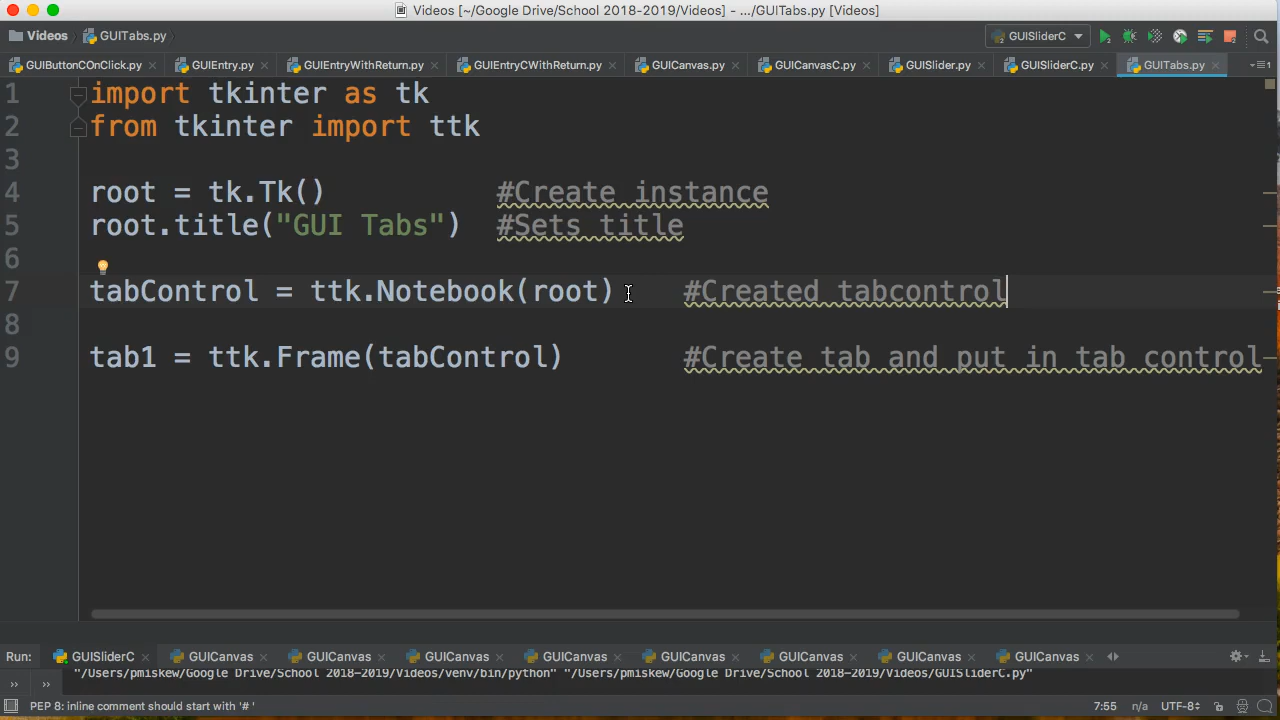 Videos [~/Google Drive/School 2018-2019/Videos] - .../GUITabs.py [Videos]
Videos GUITabs.py GUISliderC
GUIButtonCOnClick.py GUIEntry.py GUIEntryWithReturn.py GUIEntryCWithReturn.py GUICanvas.py GUICanvasC.py GUISlider.py GUISliderC.py GUITabs.py
1 import tkinter as tk
2 from tkinter import ttk
3
4 root = tk.Tk() #Create instance
5 root.title("GUI Tabs") #Sets title
6
7 tabControl = ttk.Notebook(root) #Created tabcontrol
8
9 tab1 = ttk.Frame(tabControl) #Create tab and put in tab control
Run: GUISliderC GUICanvas GUICanvas GUICanvas GUICanvas GUICanvas GUICanvas GUICanvas GUICanvas
"/Users/pmiskew/Google Drive/School 2018-2019/Videos/venv/bin/python" "/Users/pmiskew/Google Drive/School 2018-2019/Videos/GUISliderC.py"
PEP 8: inline comment should start with '# ' 7:55 n/a UTF-8